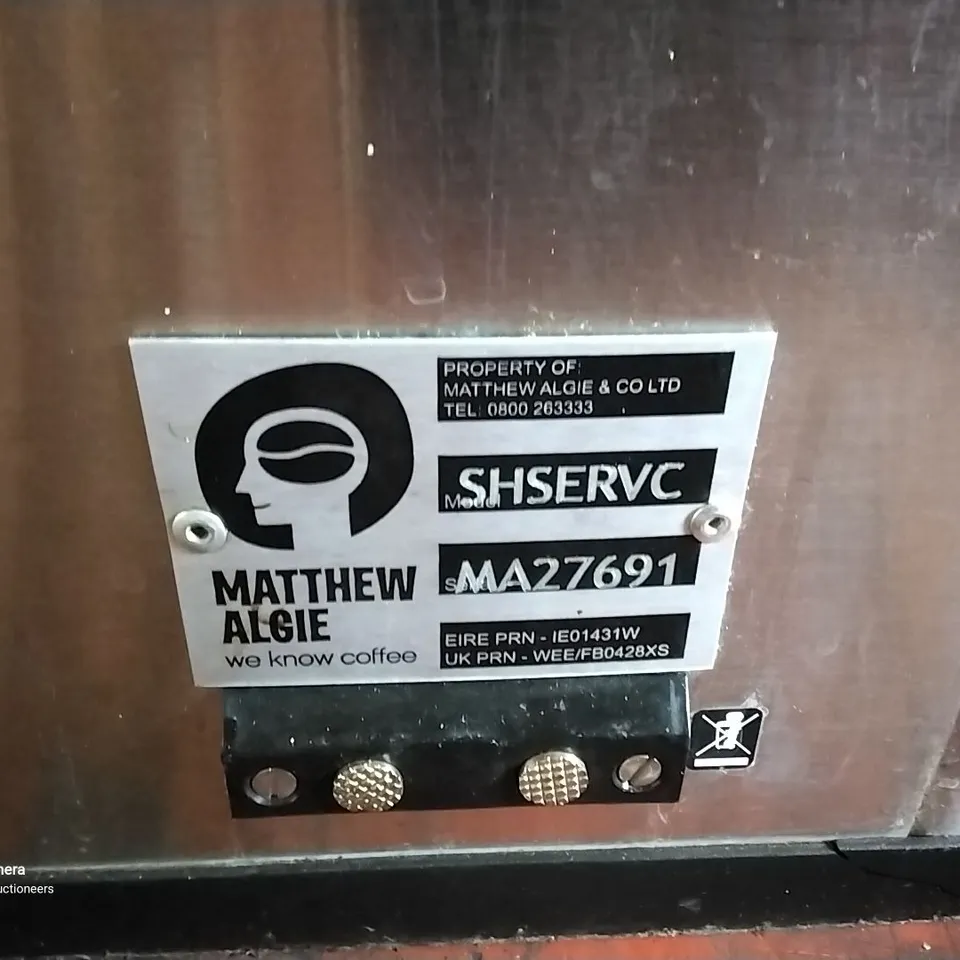 PROPERTY OF:
MATTHEW ALGIE & CO LTD
TEL: 0800 263333
Model
SHSERVC
MA27691
EIRE PRN - IE01431W
UK PRN - WEE/FB0428XS
MATTHEW
ALGIE
we know coffee